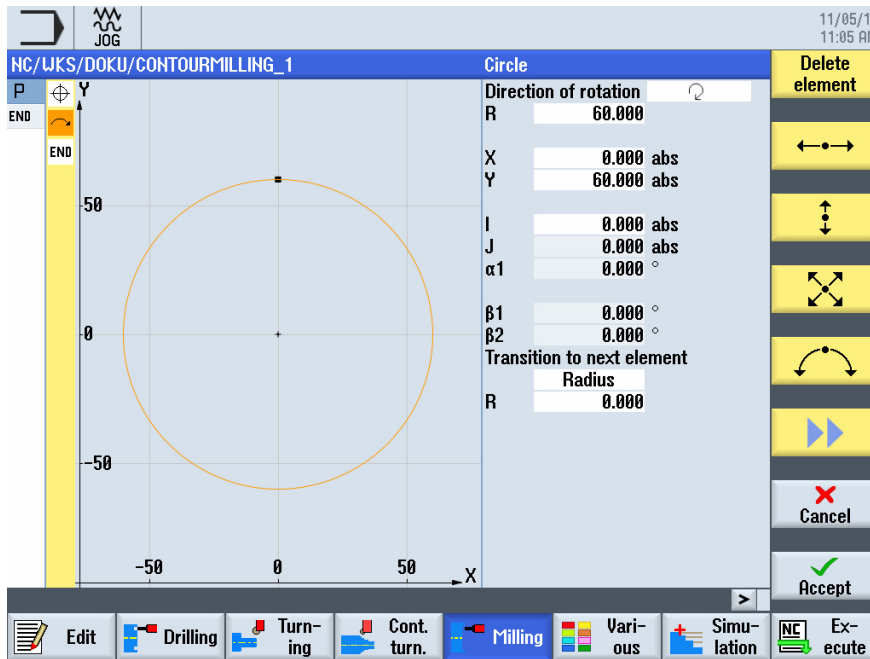 JOG
11/05/1
11:05 A
NC/WKS/DOKU/CONTOURMILLING_1
Circle
Delete
element
P
END
END
Y
50
0
-50
-50
0
50
X
Direction of rotation
R 60.000
X 0.000 abs
Y 60.000 abs
I 0.000 abs
J 0.000 abs
α1 0.000 °
β1 0.000 °
β2 0.000 °
Transition to next element
Radius
R 0.000
Cancel
Accept
>
Edit
Drilling
Turn-
ing
Cont.
turn.
Milling
Vari-
ous
Simu-
lation
NC
Ex-
ecute